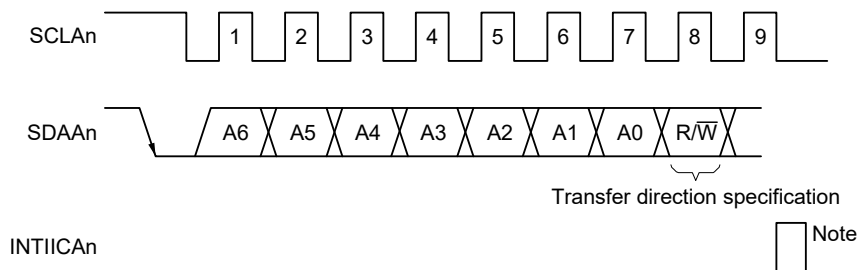 SCLAn 1 2 3 4 5 6 7 8 9
SDAAn A6 A5 A4 A3 A2 A1 A0 R/W̅
Transfer direction specification
INTIICAn Note